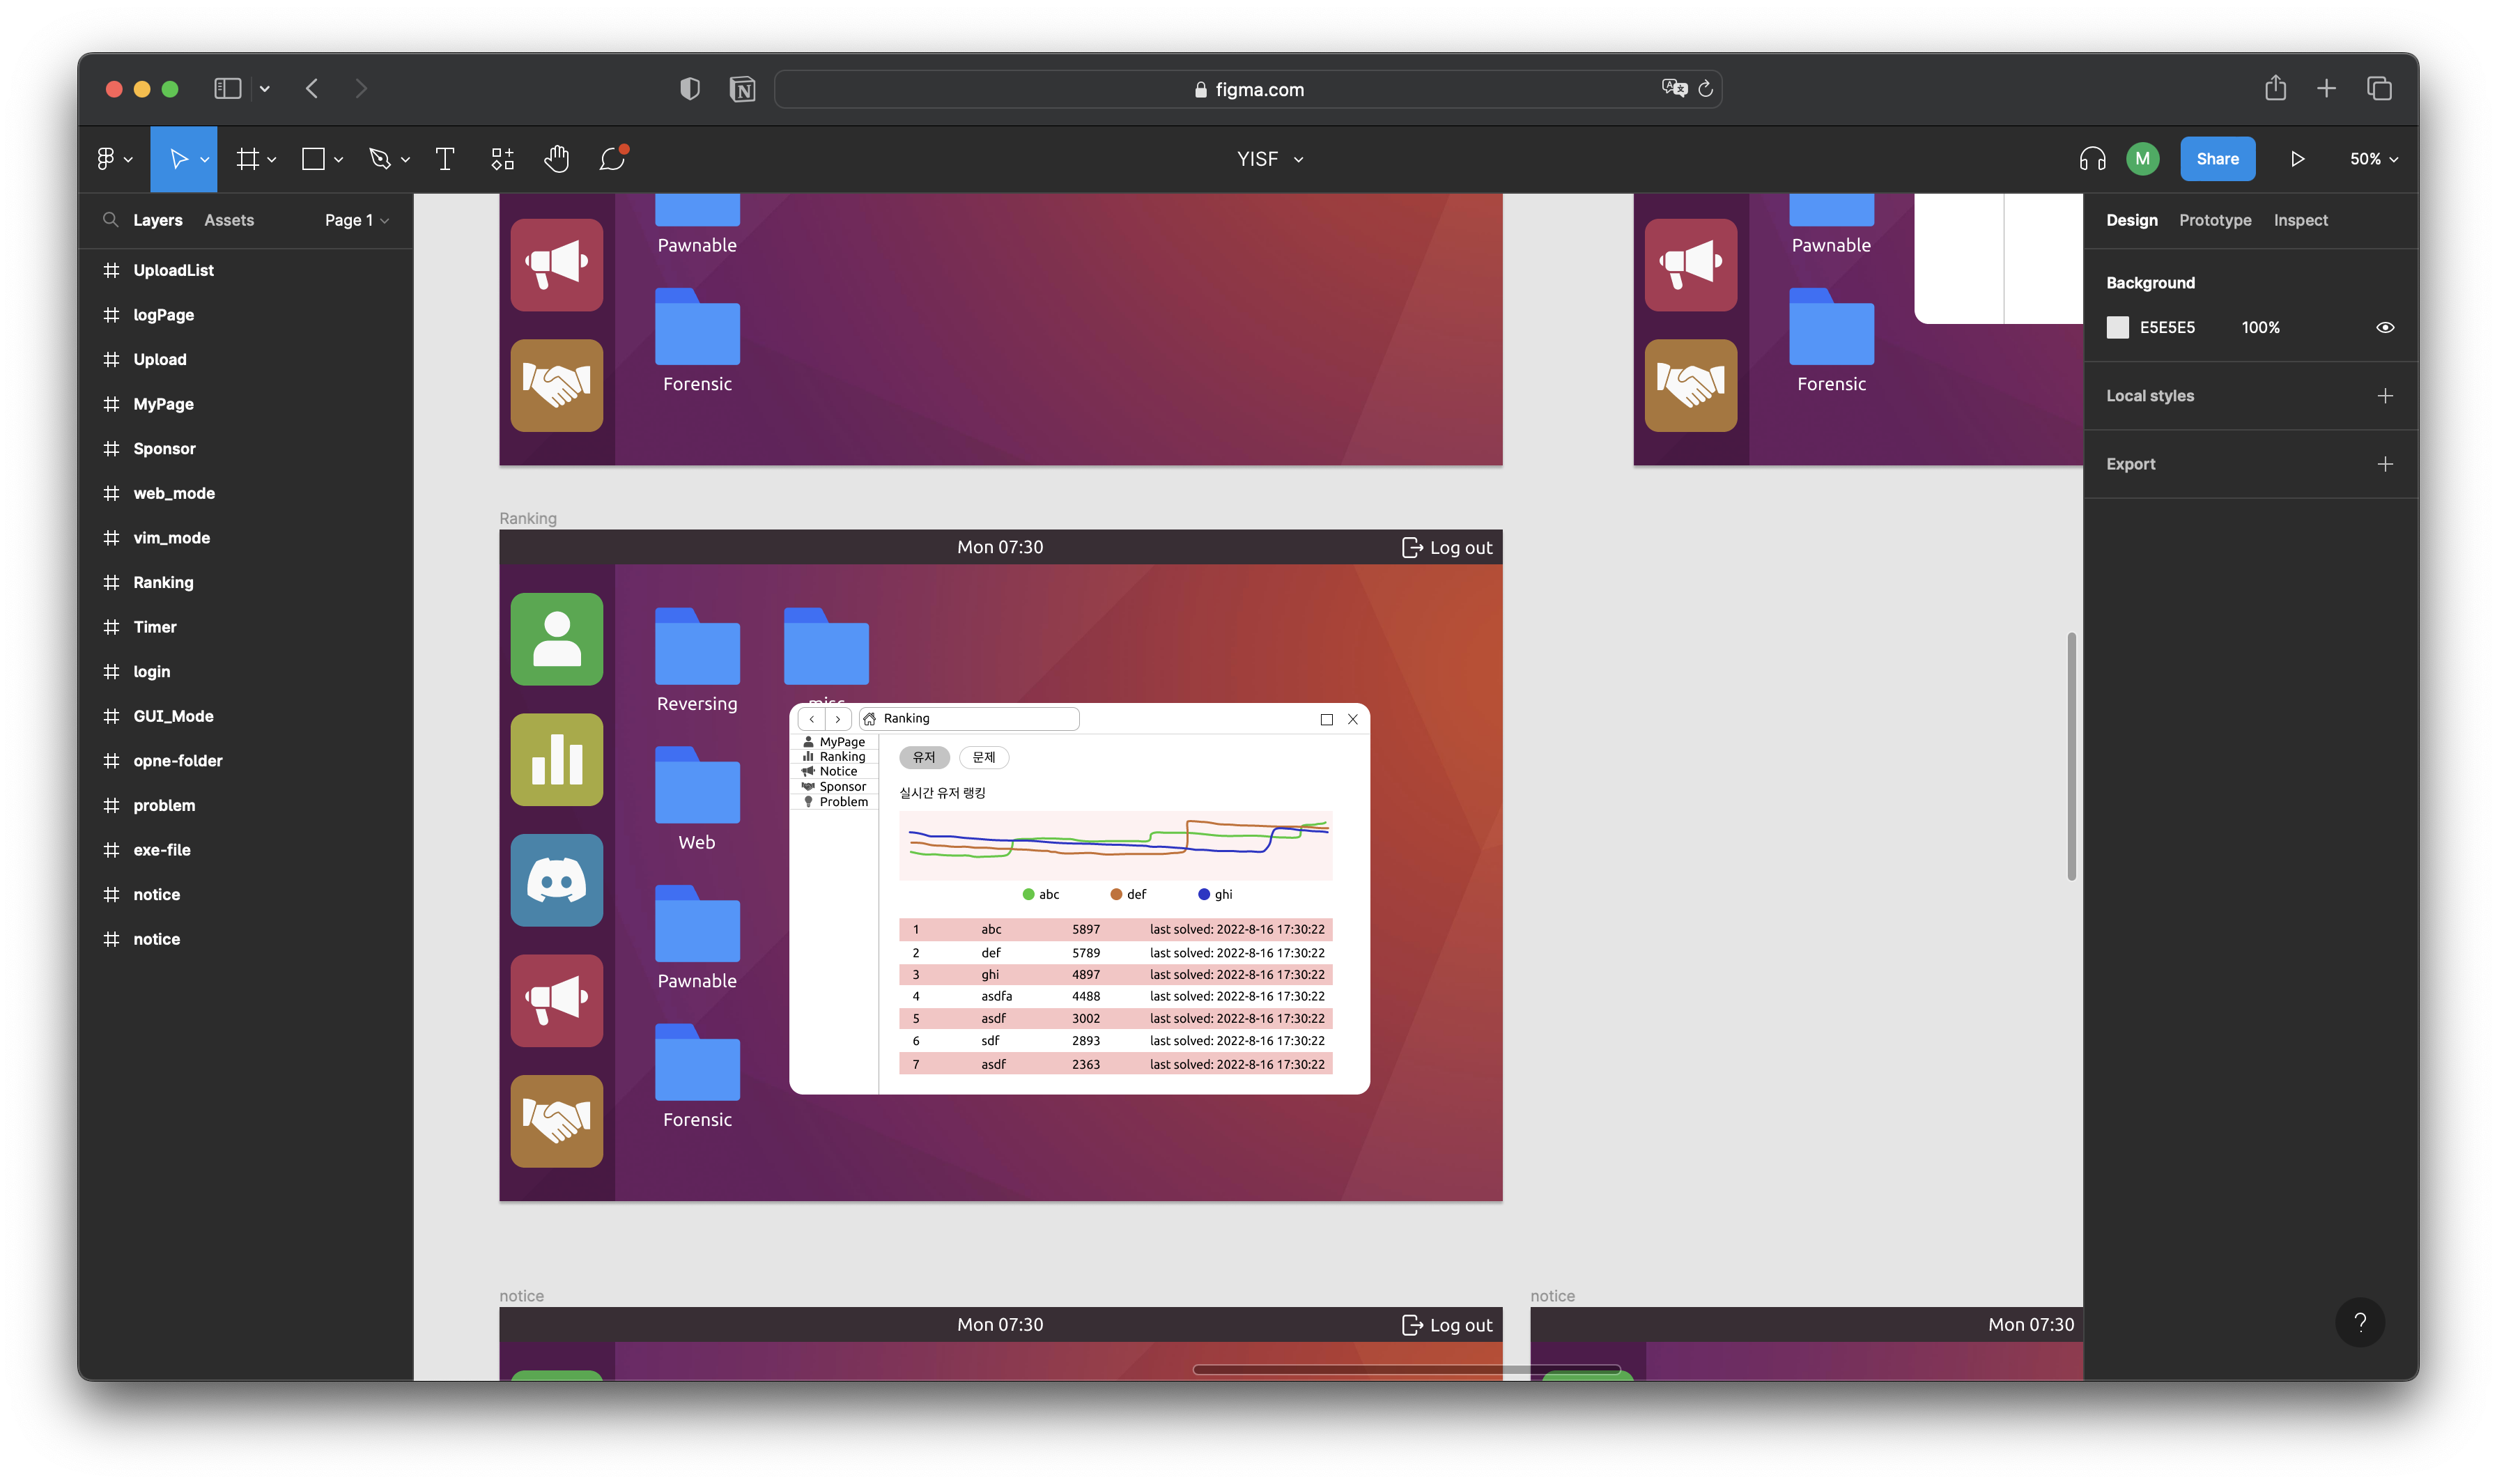 figma.com
YISF
M
Share
50%
Layers
Assets
Page 1
UploadList
logPage
Upload
MyPage
Sponsor
web_mode
vim_mode
Ranking
Timer
login
GUI_Mode
opne-folder
problem
exe-file
notice
notice
Design
Prototype
Inspect
Background
E5E5E5
100%
Local styles
Export
Pawnable
Forensic
Pawnable
Forensic
Ranking
Mon 07:30
Log out
Reversing
misc
Web
Pawnable
Forensic
Ranking
MyPage
Ranking
Notice
Sponsor
Problem
유저
문제
실시간 유저 랭킹
abc
def
ghi
1 abc 5897 last solved: 2022-8-16 17:30:22
2 def 5789 last solved: 2022-8-16 17:30:22
3 ghi 4897 last solved: 2022-8-16 17:30:22
4 asdfa 4488 last solved: 2022-8-16 17:30:22
5 asdf 3002 last solved: 2022-8-16 17:30:22
6 sdf 2893 last solved: 2022-8-16 17:30:22
7 asdf 2363 last solved: 2022-8-16 17:30:22
notice
Mon 07:30
Log out
notice
Mon 07:30
?